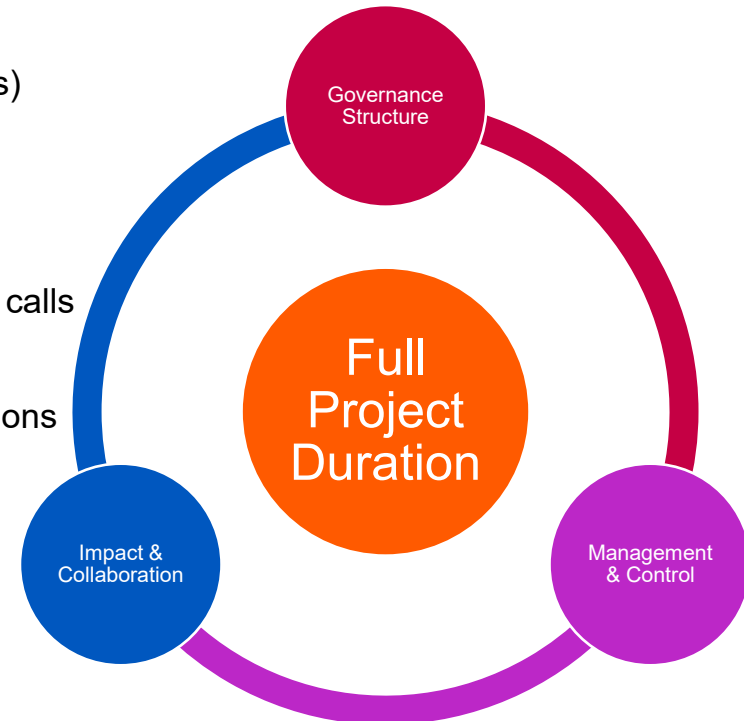 s)
Governance
Structure
calls
Full
Project
Duration
ons
Impact &
Collaboration
Management
& Control